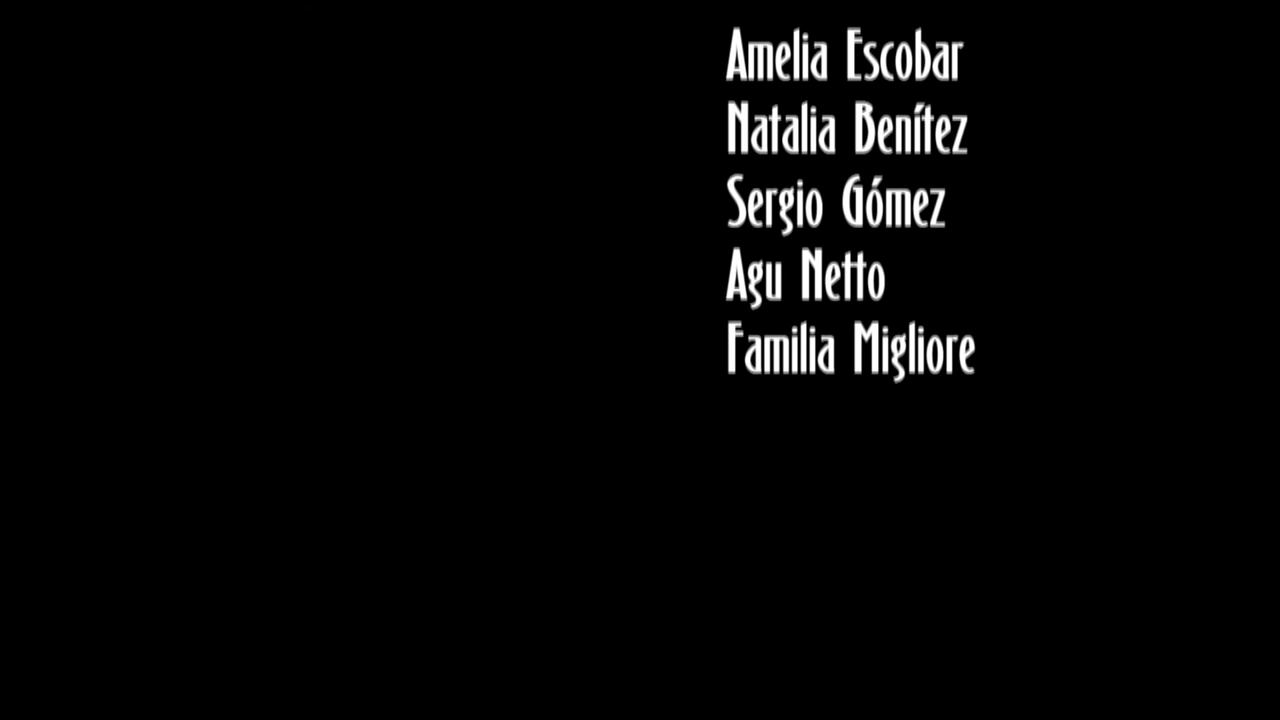 Amelia Escobar
Natalia Benítez
Sergio Gómez
Agu Netto
Familia Migliore